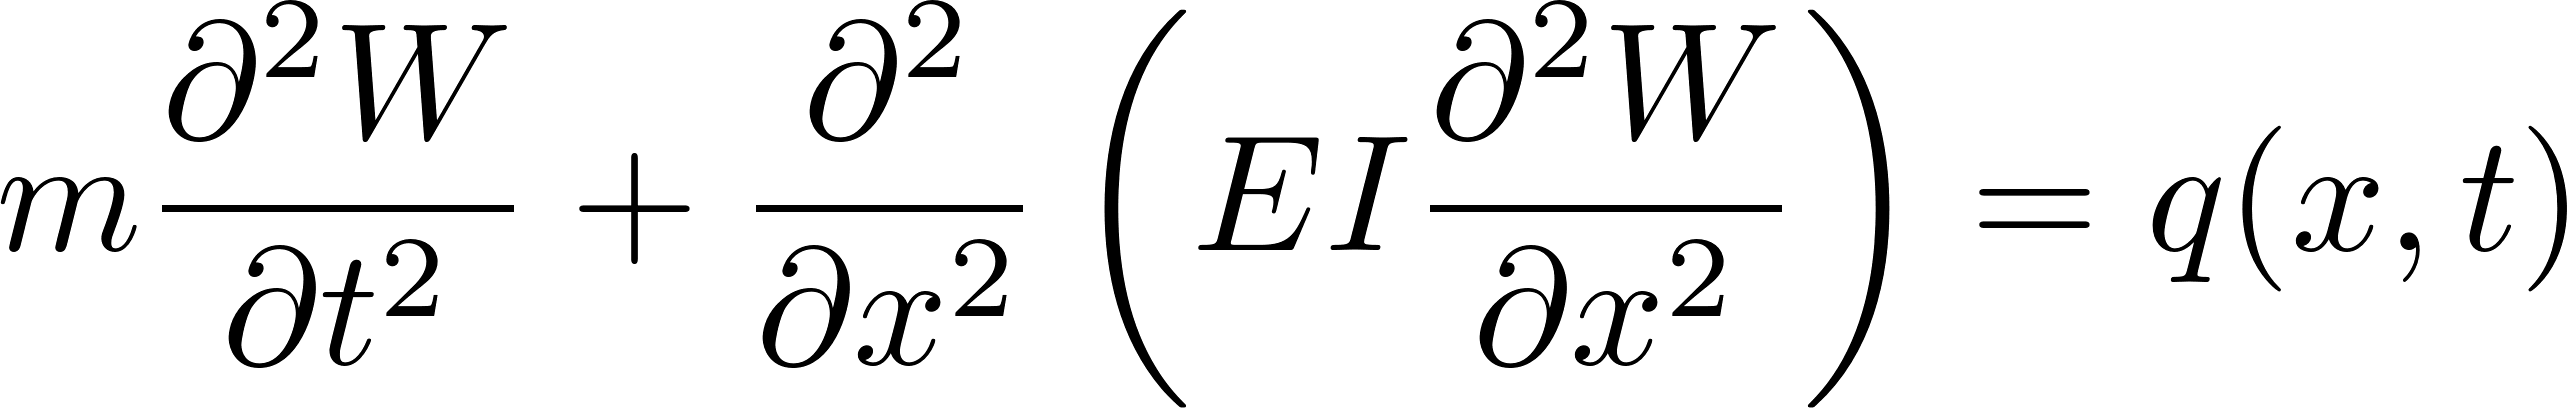 m ∂²W/∂t² + ∂²/∂x² (EI ∂²W/∂x²) = q(x, t)